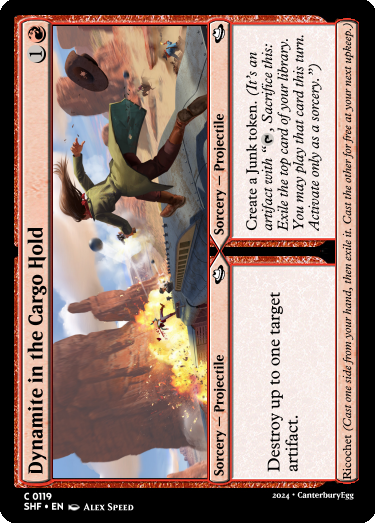 Dynamite in the Cargo Hold
1
Sorcery — Projectile
Destroy up to one target
artifact.
Sorcery — Projectile
Create a Junk token. (It's an
artifact with “, Sacrifice this:
Exile the top card of your library.
You may play that card this turn.
Activate only as a sorcery.”)
Ricochet (Cast one side from your hand, then exile it. Cast the other for free at your next upkeep.)
C 0119
SHF • EN ALEX SPEED
2024 • CanterburyEgg